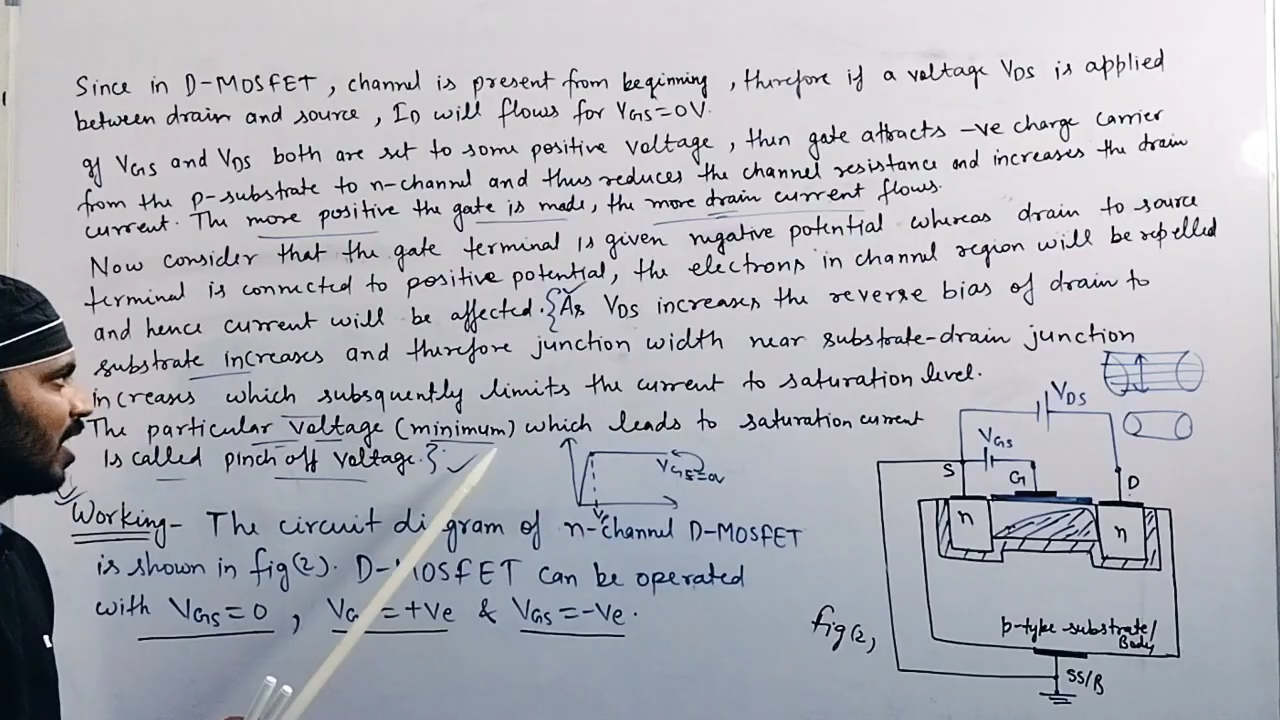 Since in D-MOSFET, channel is present from beginning, therefore if a voltage VDS is applied
between drain and source, ID will flows for VGS=0V.
If VGS and VDS both are set to some positive voltage, then gate attracts -ve charge carrier
from the p-substrate to n-channel and thus reduces the channel resistance and increases the drain
current. The more positive the gate is made, the more drain current flows.
Now consider that the gate terminal is given negative potential whereas drain to source
terminal is connected to positive potential, the electrons in channel region will be repelled
and hence current will be affected. {As VDS increases the reverse bias of drain to
substrate increases and therefore junction width near substrate-drain junction
increases which subsquently limits the current to saturation level.
The particular voltage (minimum) which leads to saturation current
is called pinch off voltage.}
VGS=0V
Working- The circuit diagram of n-channel D-MOSFET
is shown in fig(2). D-MOSFET can be operated
with VGS=0, VG =+Ve & VGS=-Ve.
VDS
VGS
S
G
D
n
n
p-type substrate/
Body
SS/B
fig(2)